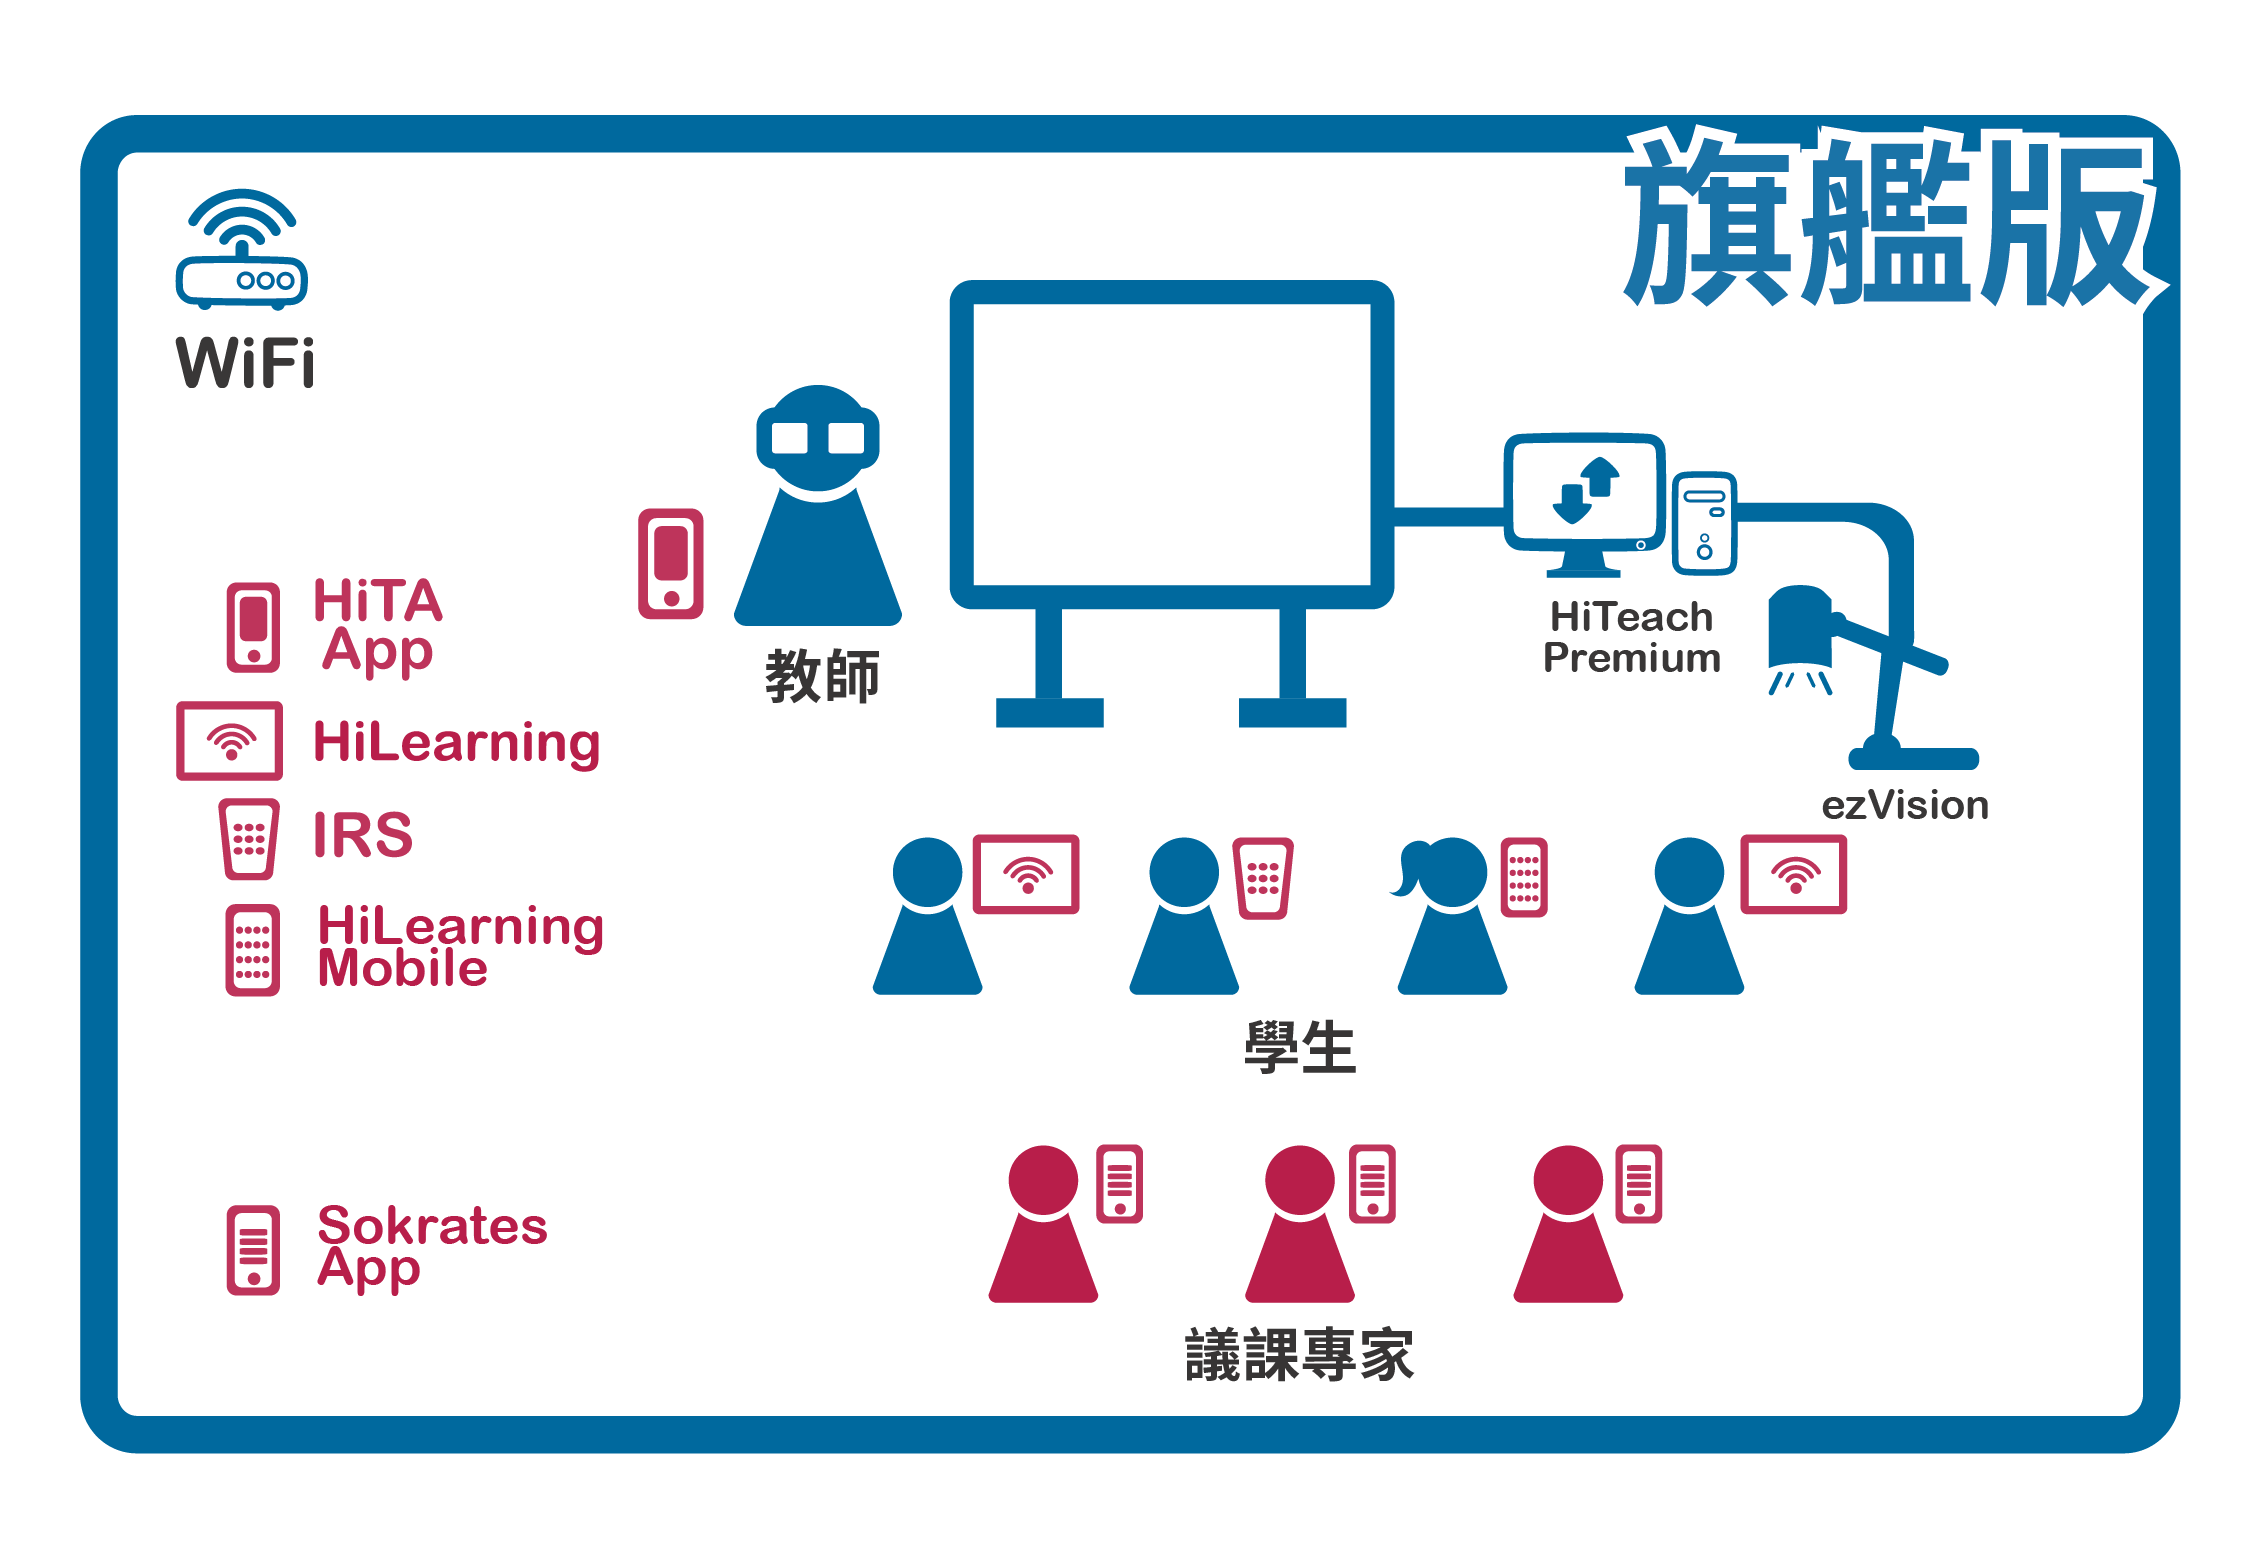 旗艦版
WiFi
HiTA
App
HiLearning
IRS
HiLearning
Mobile
Sokrates
App
教師
HiTeach
Premium
ezVision
學生
議課專家